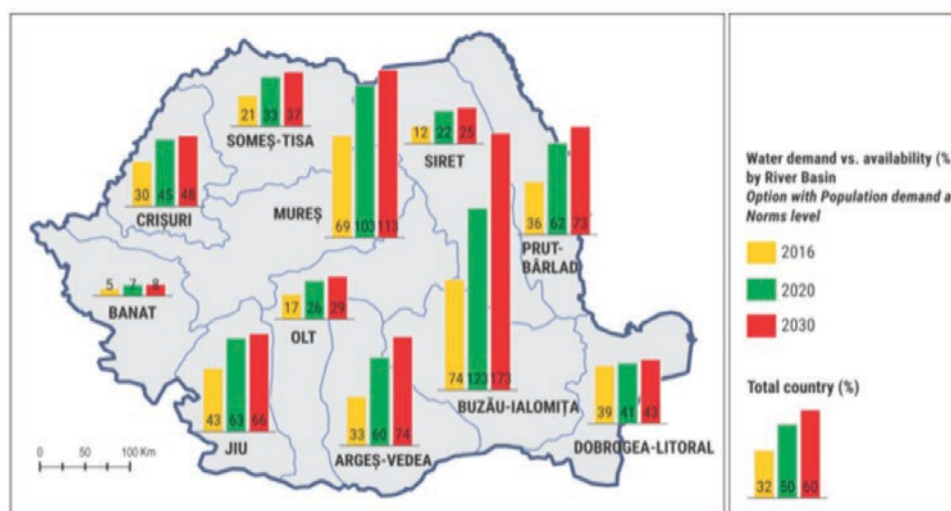 21 33 37
SOMEȘ-TISA
30 45 48
CRIȘURI
69 103 113
MUREȘ
12 22 25
SIRET
36 62 73
PRUT-
BÂRLAD
5 7 8
BANAT
17 26 29
OLT
74 123 173
BUZĂU-IALOMIȚA
43 63 66
JIU
33 60 74
ARGEȘ-VEDEA
39 41 43
DOBROGEA-LITORAL
0 50 100 Km
Water demand vs. availability (%
by River Basin
Option with Population demand a
Norms level
2016
2020
2030
Total country (%)
32 50 60